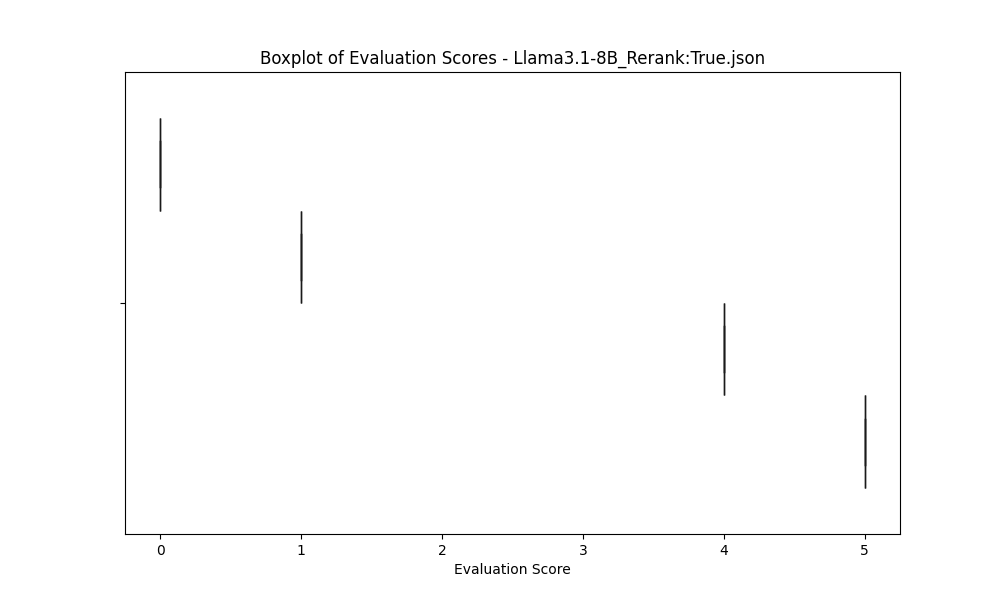 Boxplot of Evaluation Scores - Llama3.1-8B_Rerank:True.json
0 1 2 3 4 5
Evaluation Score